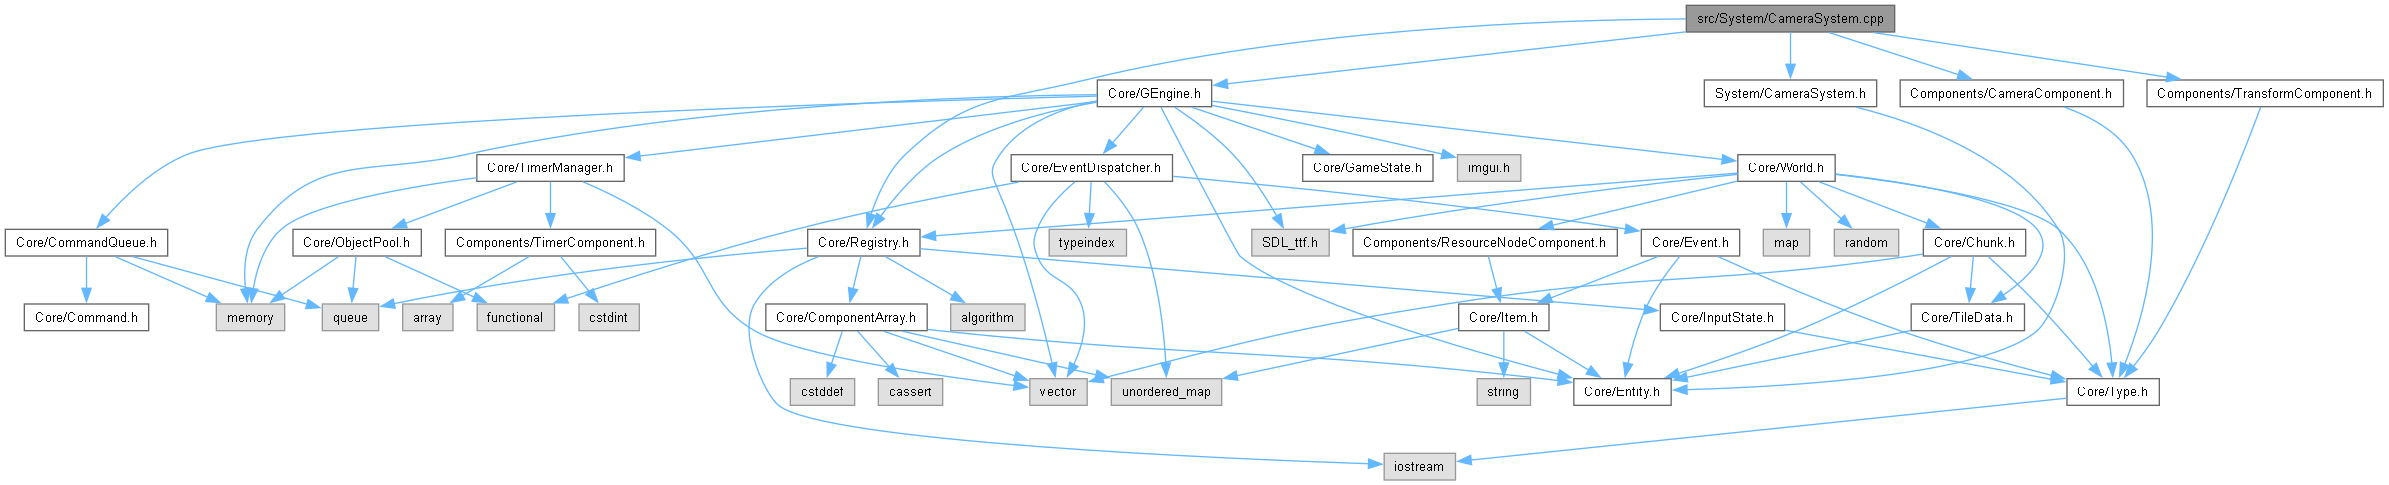 src/System/CameraSystem.cpp
Core/GEngine.h
System/CameraSystem.h
Components/CameraComponent.h
Components/TransformComponent.h
Core/TimerManager.h
Core/EventDispatcher.h
Core/GameState.h
imgui.h
Core/World.h
Core/CommandQueue.h
Core/ObjectPool.h
Components/TimerComponent.h
Core/Registry.h
typeindex
SDL_ttf.h
Components/ResourceNodeComponent.h
Core/Event.h
map
random
Core/Chunk.h
Core/Command.h
memory
queue
array
functional
cstdint
Core/ComponentArray.h
algorithm
Core/Item.h
Core/InputState.h
Core/TileData.h
cstddef
cassert
vector
unordered_map
string
Core/Entity.h
Core/Type.h
iostream